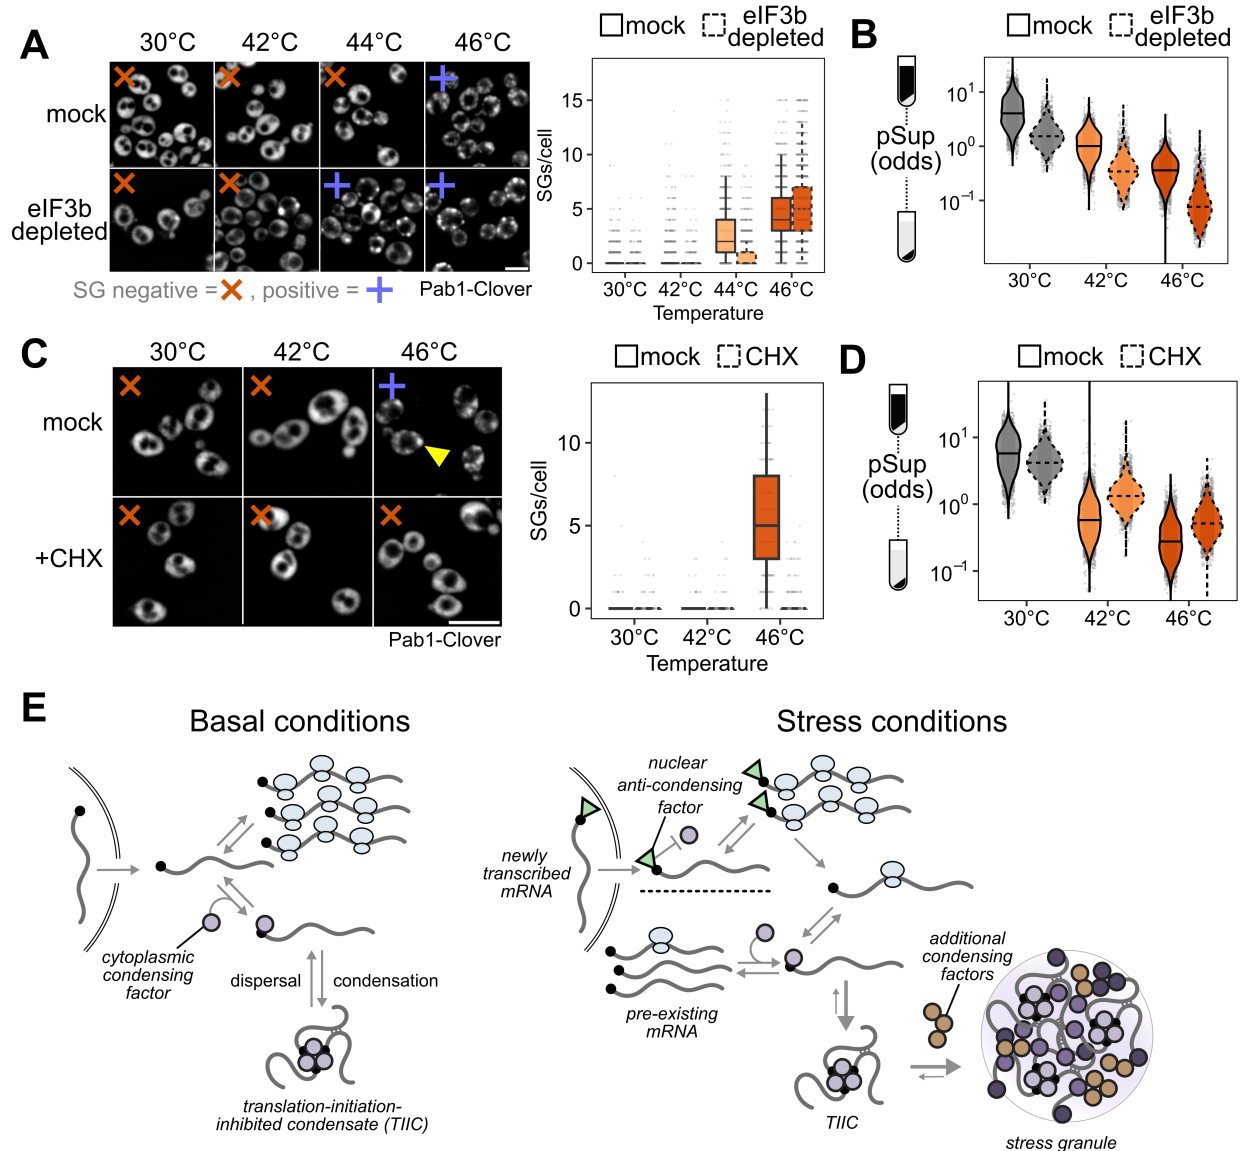 A
30°C
42°C
44°C
46°C
mock
eIF3b
depleted
SG negative = , positive =
Pab1-Clover
mock
eIF3b
depleted
SGs/cell
15
10
5
0
30°C
42°C
44°C
46°C
Temperature
B
mock
eIF3b
depleted
pSup
(odds)
10¹
10⁰
10⁻¹
30°C
42°C
46°C
C
30°C
42°C
46°C
mock
+CHX
Pab1-Clover
mock
CHX
SGs/cell
10
5
0
30°C
42°C
46°C
Temperature
D
mock
CHX
pSup
(odds)
10¹
10⁰
10⁻¹
30°C
42°C
46°C
E
Basal conditions
cytoplasmic
condensing
factor
dispersal
condensation
translation-initiation-
inhibited condensate (TIIC)
Stress conditions
nuclear
anti-condensing
factor
newly
transcribed
mRNA
pre-existing
mRNA
additional
condensing
factors
TIIC
stress granule